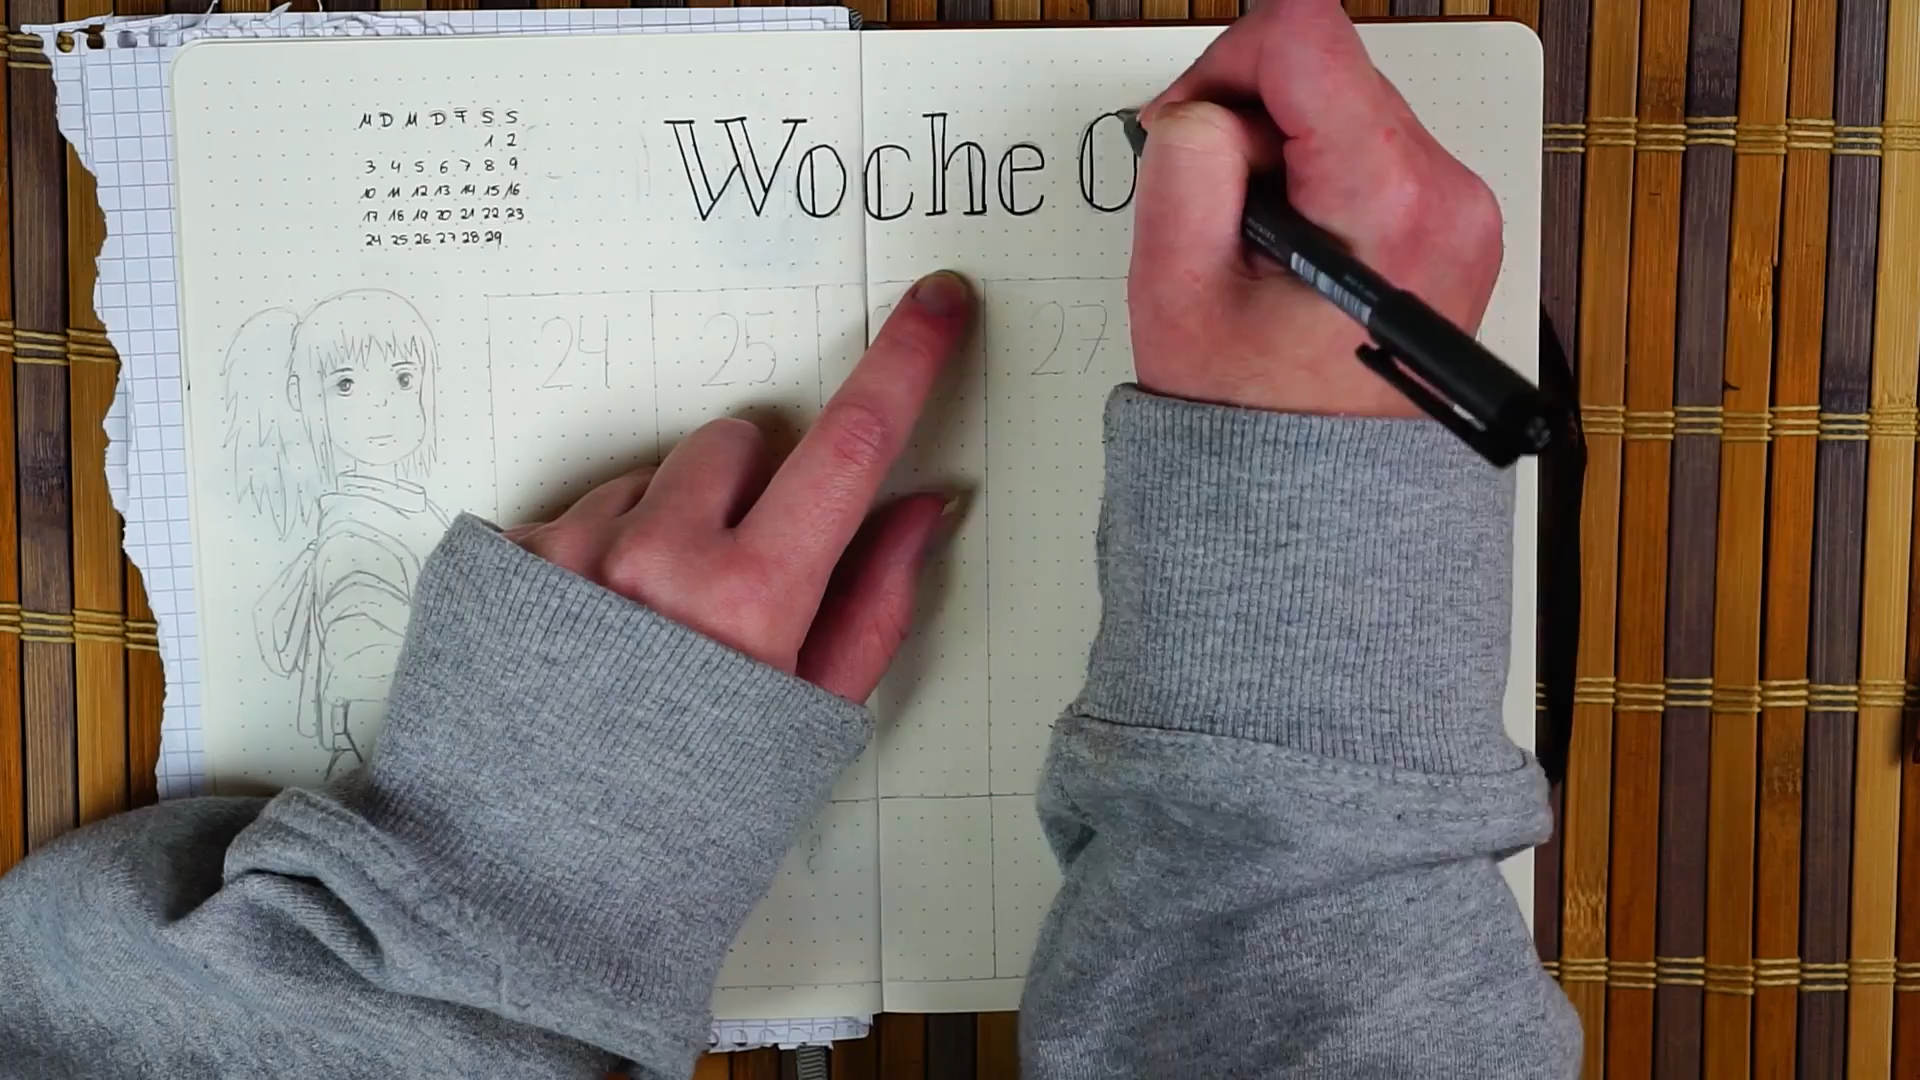 M D M D F S S
1 2
3 4 5 6 7 8 9
10 11 12 13 14 15 16
17 18 19 20 21 22 23
24 25 26 27 28 29
Woche 0
24 25 27